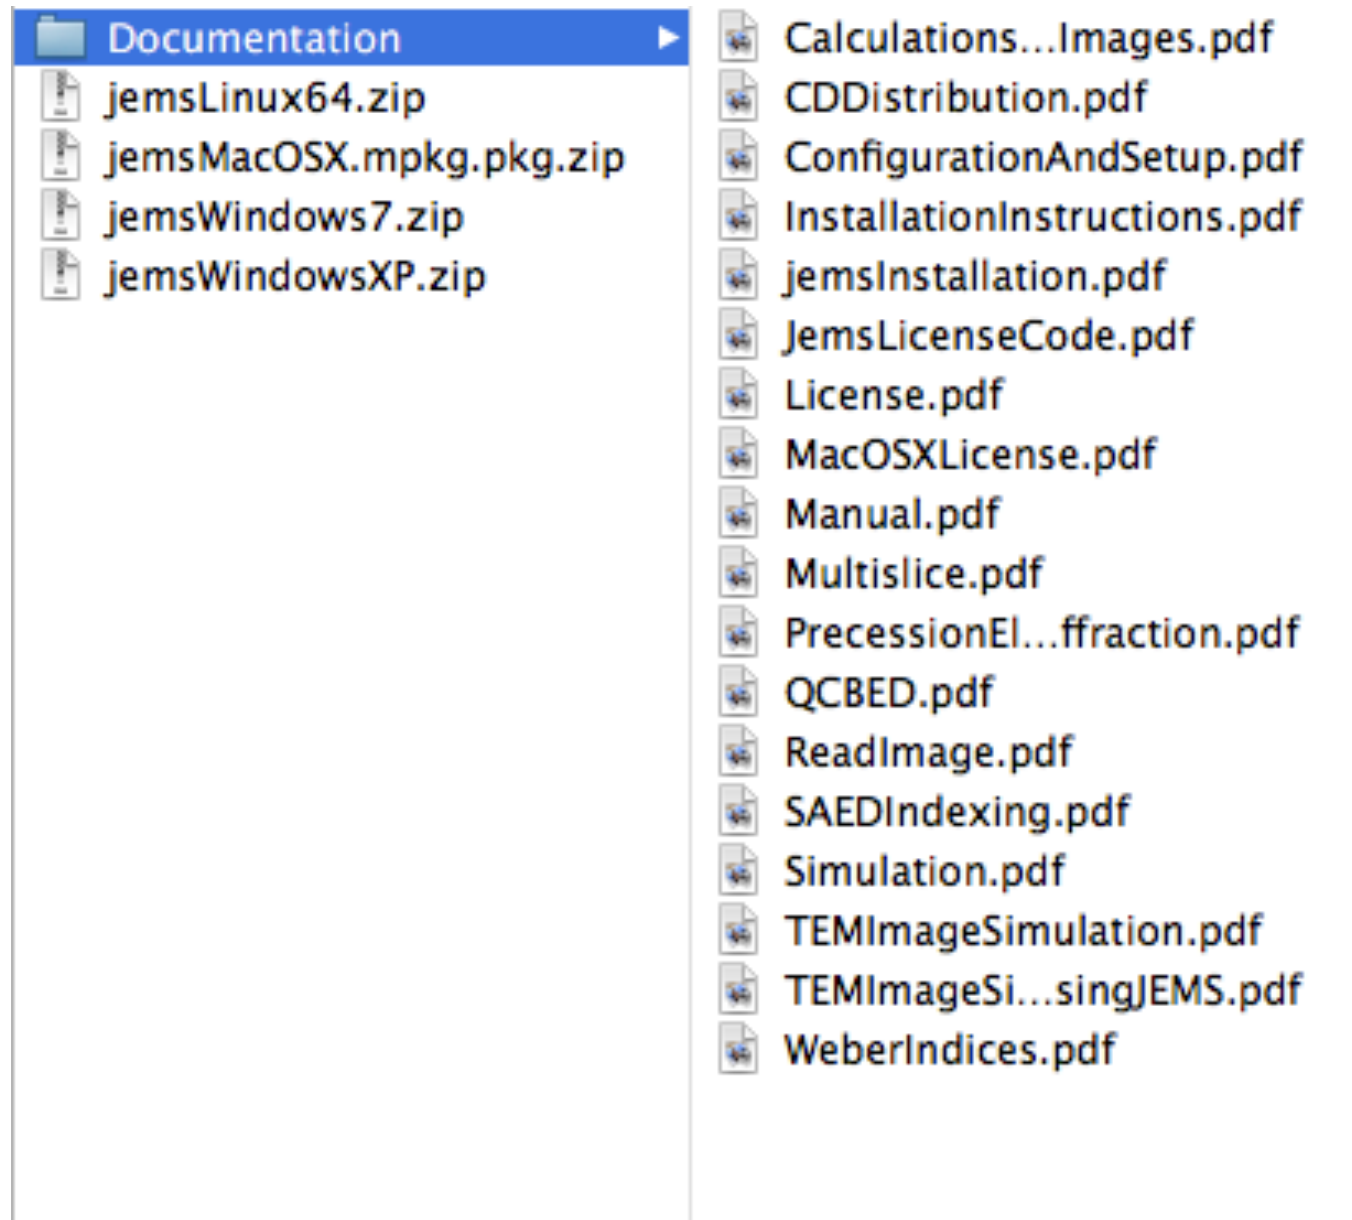 Documentation
jemsLinux64.zip
jemsMacOSX.mpkg.pkg.zip
jemsWindows7.zip
jemsWindowsXP.zip
Calculations...Images.pdf
CDDistribution.pdf
ConfigurationAndSetup.pdf
InstallationInstructions.pdf
jemsInstallation.pdf
JemsLicenseCode.pdf
License.pdf
MacOSXLicense.pdf
Manual.pdf
Multislice.pdf
PrecessionEl...ffraction.pdf
QCBED.pdf
ReadImage.pdf
SAEDIndexing.pdf
Simulation.pdf
TEMImageSimulation.pdf
TEMImageSi...singJEMS.pdf
WeberIndices.pdf